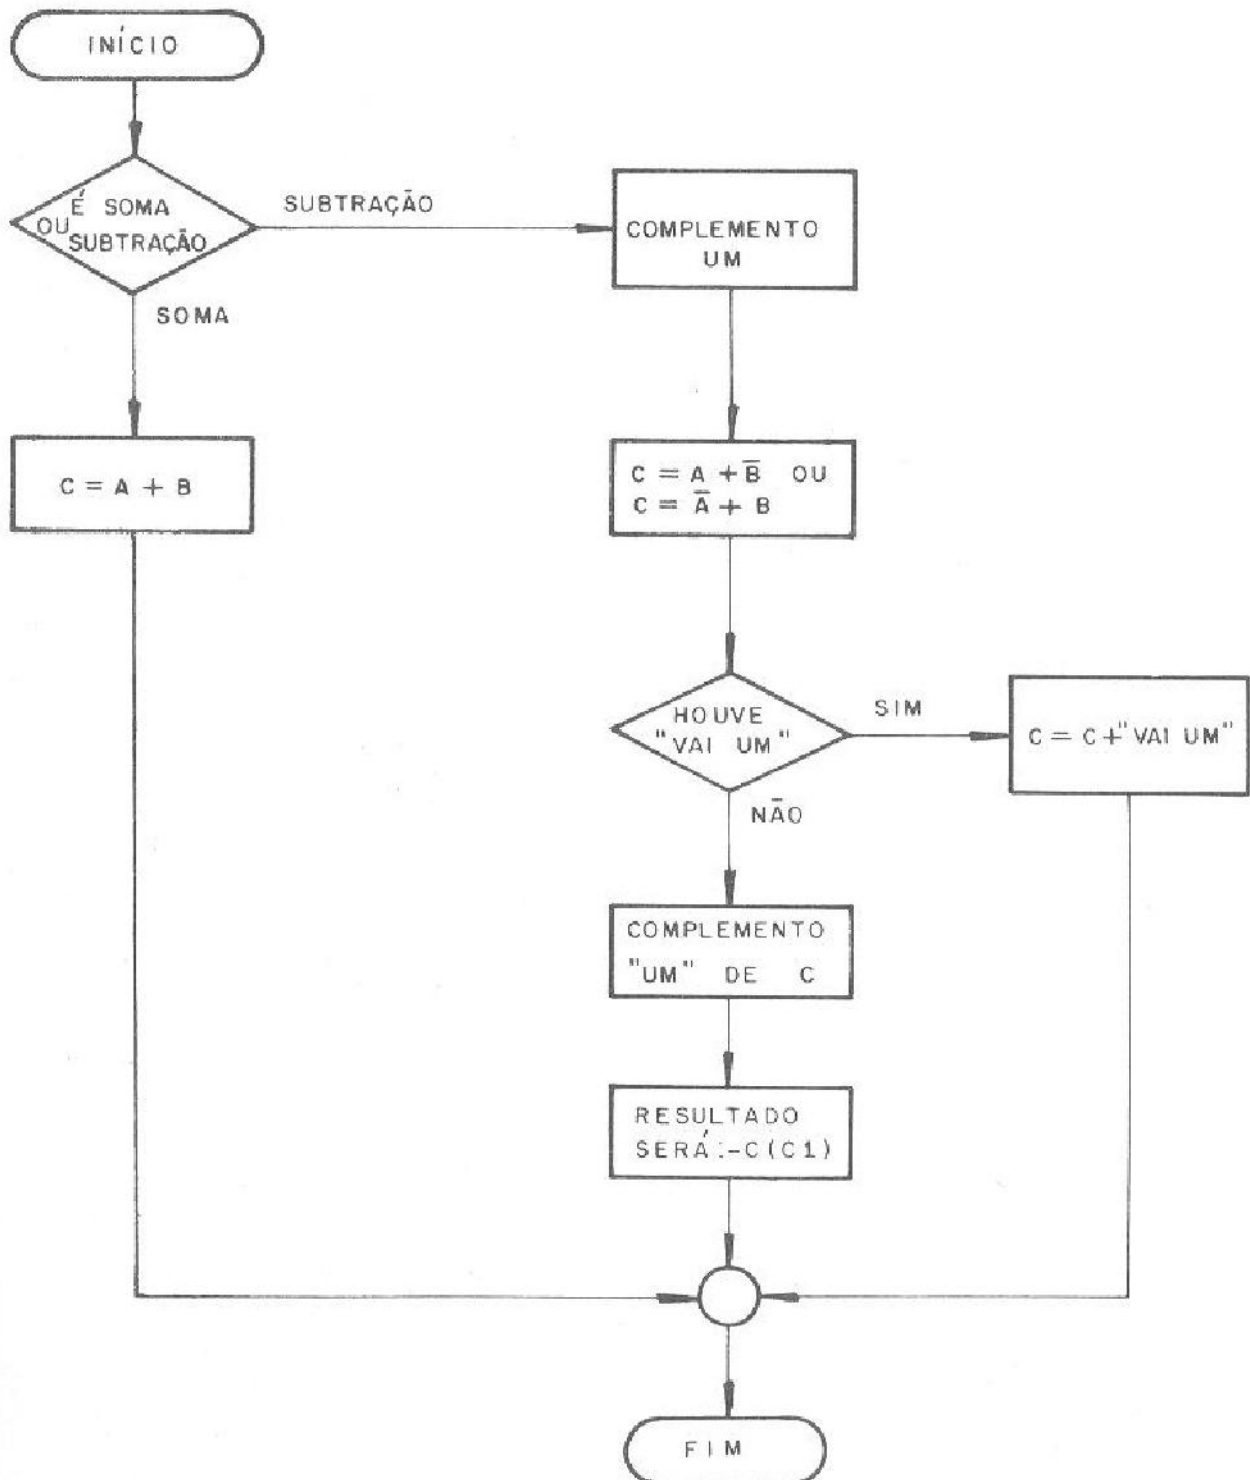 INÍCIO
É SOMA
OU SUBTRAÇÃO
SUBTRAÇÃO
COMPLEMENTO
UM
SOMA
C = A + B
C = A + B̅ OU
C = A̅ + B
HOUVE
"VAI UM"
SIM
C = C + "VAI UM"
NÃO
COMPLEMENTO
"UM" DE C
RESULTADO
SERÁ:-C(C1)
FIM